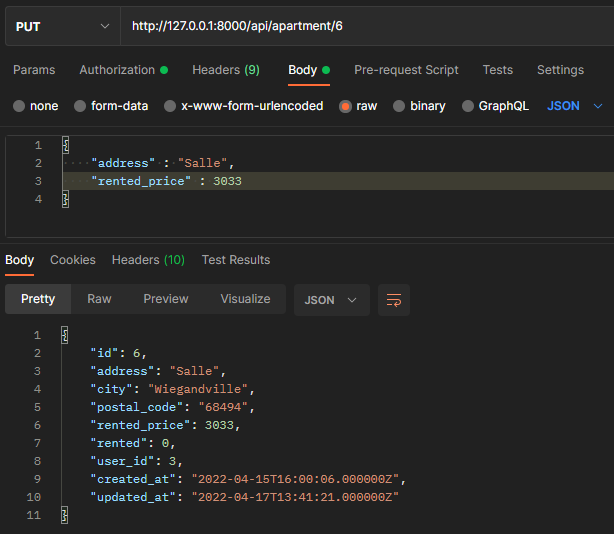 PUT http://127.0.0.1:8000/api/apartment/6
Params Authorization Headers (9) Body Pre-request Script Tests Settings
none form-data x-www-form-urlencoded raw binary GraphQL JSON
1 {
2 "address" : "Salle",
3 "rented_price" : 3033
4 }
Body Cookies Headers (10) Test Results
Pretty Raw Preview Visualize JSON
1 {
2 "id": 6,
3 "address": "Salle",
4 "city": "Wiegandville",
5 "postal_code": "68494",
6 "rented_price": 3033,
7 "rented": 0,
8 "user_id": 3,
9 "created_at": "2022-04-15T16:00:06.000000Z",
10 "updated_at": "2022-04-17T13:41:21.000000Z"
11 }